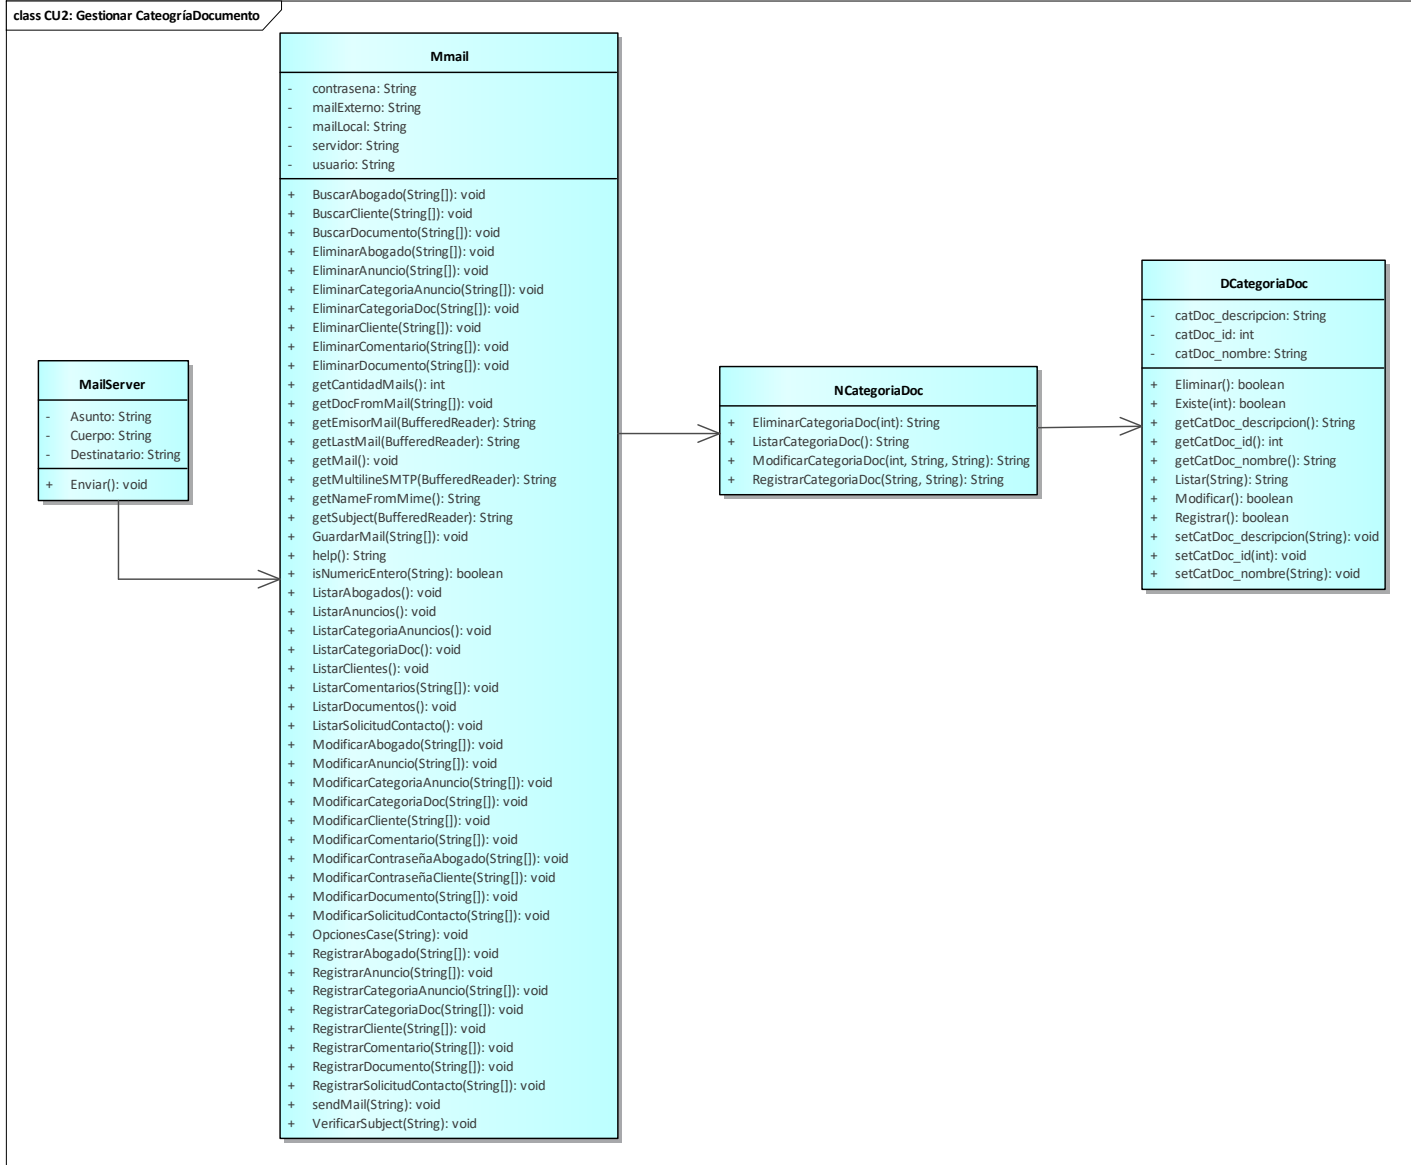 class CU2: Gestionar CateogríaDocumento
Mmail
- contrasena: String
- mailExterno: String
- mailLocal: String
- servidor: String
- usuario: String
+ BuscarAbogado(String[]): void
+ BuscarCliente(String[]): void
+ BuscarDocumento(String[]): void
+ EliminarAbogado(String[]): void
+ EliminarAnuncio(String[]): void
+ EliminarCategoriaAnuncio(String[]): void
+ EliminarCategoriaDoc(String[]): void
+ EliminarCliente(String[]): void
+ EliminarComentario(String[]): void
+ EliminarDocumento(String[]): void
+ getCantidadMails(): int
+ getDocFromMail(String[]): void
+ getEmisorMail(BufferedReader): String
+ getLastMail(BufferedReader): String
+ getMail(): void
+ getMultilineSMTP(BufferedReader): String
+ getNameFromMime(): String
+ getSubject(BufferedReader): String
+ GuardarMail(String[]): void
+ help(): String
+ isNumericEntero(String): boolean
+ ListarAbogados(): void
+ ListarAnuncios(): void
+ ListarCategoriaAnuncios(): void
+ ListarCategoriaDoc(): void
+ ListarClientes(): void
+ ListarComentarios(String[]): void
+ ListarDocumentos(): void
+ ListarSolicitudContacto(): void
+ ModificarAbogado(String[]): void
+ ModificarAnuncio(String[]): void
+ ModificarCategoriaAnuncio(String[]): void
+ ModificarCategoriaDoc(String[]): void
+ ModificarCliente(String[]): void
+ ModificarComentario(String[]): void
+ ModificarContraseñaAbogado(String[]): void
+ ModificarContraseñaCliente(String[]): void
+ ModificarDocumento(String[]): void
+ ModificarSolicitudContacto(String[]): void
+ OpcionesCase(String): void
+ RegistrarAbogado(String[]): void
+ RegistrarAnuncio(String[]): void
+ RegistrarCategoriaAnuncio(String[]): void
+ RegistrarCategoriaDoc(String[]): void
+ RegistrarCliente(String[]): void
+ RegistrarComentario(String[]): void
+ RegistrarDocumento(String[]): void
+ RegistrarSolicitudContacto(String[]): void
+ sendMail(String): void
+ VerificarSubject(String): void
MailServer
- Asunto: String
- Cuerpo: String
- Destinatario: String
+ Enviar(): void
NCategoriaDoc
+ EliminarCategoriaDoc(int): String
+ ListarCategoriaDoc(): String
+ ModificarCategoriaDoc(int, String, String): String
+ RegistrarCategoriaDoc(String, String): String
DCategoriaDoc
- catDoc_descripcion: String
- catDoc_id: int
- catDoc_nombre: String
+ Eliminar(): boolean
+ Existe(int): boolean
+ getCatDoc_descripcion(): String
+ getCatDoc_id(): int
+ getCatDoc_nombre(): String
+ Listar(String): String
+ Modificar(): boolean
+ Registrar(): boolean
+ setCatDoc_descripcion(String): void
+ setCatDoc_id(int): void
+ setCatDoc_nombre(String): void